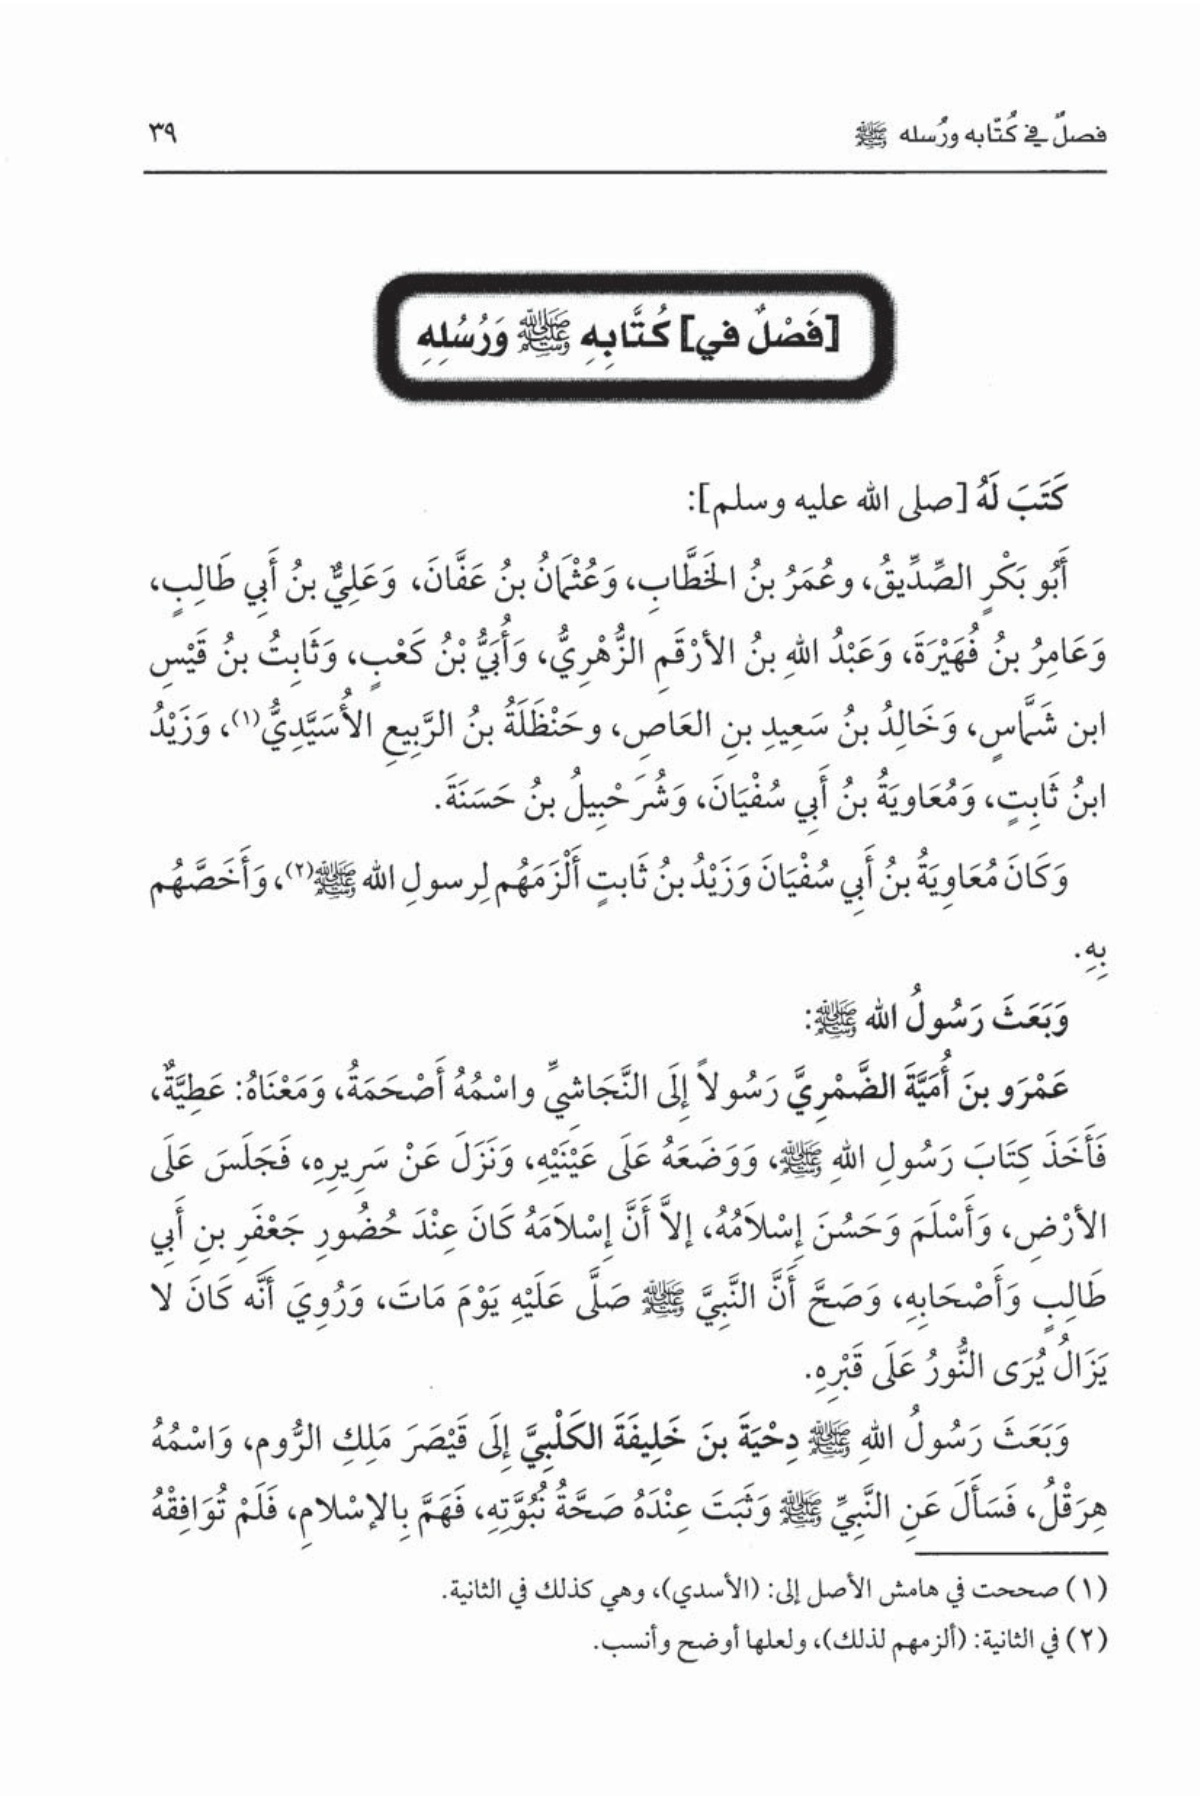 فصلٌ في كُتّابه ورُسله ﷺ ٣٩
[فَصْلٌ في] كُتَّابِهِ ﷺ وَرُسُلِهِ
كَتَبَ لَهُ [صلى الله عليه وسلم]:
أَبُو بَكْرٍ الصِّدِّيقُ، وعُمَرُ بنُ الخَطَّابِ، وَعُثْمَانُ بنُ عَفَّانَ، وَعَلِيٌّ بنُ أَبِي طَالِبٍ،
وَعَامِرُ بنُ فُهَيْرَةَ، وَعَبْدُ اللهِ بنُ الأرْقَمِ الزُّهْرِيُّ، وَأُبَيُّ بْنُ كَعْبٍ، وَثَابِتُ بنُ قَيْسِ
ابن شَمَّاسٍ، وَخَالِدُ بنُ سَعِيدِ بنِ العَاصِ، وحَنْظَلَةُ بنُ الرَّبِيعِ الأُسَيَّدِيُّ(١)، وَزَيْدُ
ابنُ ثَابِتٍ، وَمُعَاوِيَةُ بنُ أَبِي سُفْيَانَ، وَشُرَحْبِيلُ بنُ حَسَنَةَ.
وَكَانَ مُعَاوِيَةُ بنُ أَبِي سُفْيَانَ وَزَيْدُ بنُ ثَابتٍ أَلْزَمَهُم لِرسولِ الله ﷺ(٢)، وَأَخَصَّهُم
بِهِ.
وَبَعَثَ رَسُولُ الله ﷺ:
عَمْرَو بنَ أُمَيَّةَ الضَّمْرِيَّ رَسُولاً إِلَى النَّجَاشيِّ واسْمُهُ أَصْحَمَةُ، وَمَعْنَاهُ: عَطِيَّةٌ،
فَأَخَذَ كِتَابَ رَسُولِ اللهِ ﷺ، وَوَضَعَهُ عَلَى عَيْنَيْهِ، وَنَزَلَ عَنْ سَرِيرِهِ، فَجَلَسَ عَلَى
الأرْضِ، وَأَسْلَمَ وَحَسُنَ إِسْلاَمُهُ، إلاَّ أَنَّ إِسْلاَمَهُ كَانَ عِنْدَ حُضُورِ جَعْفَرِ بنِ أَبِي
طَالِبٍ وَأَصْحَابِهِ، وَصَحَّ أَنَّ النَّبِيَّ ﷺ صَلَّى عَلَيْهِ يَوْمَ مَاتَ، وَرُوِيَ أَنَّه كَانَ لا
يَزَالُ يُرَى النُّورُ عَلَى قَبْرِهِ.
وَبَعَثَ رَسُولُ اللهِ ﷺ دِحْيَةَ بنَ خَلِيفَةَ الكَلْبِيَّ إِلَى قَيْصَرَ مَلِكِ الرُّوم، وَاسْمُهُ
هِرَقْلُ، فَسَأَلَ عَنِ النَّبِيِّ ﷺ وَثَبَتَ عِنْدَهُ صَحَّةُ نُبُوَّتِهِ، فَهَمَّ بِالإسْلامِ، فَلَمْ تُوَافِقْهُ
(١) صححت في هامش الأصل إلى: (الأسدي)، وهي كذلك في الثانية.
(٢) في الثانية: (ألزمهم لذلك)، ولعلها أوضح وأنسب.